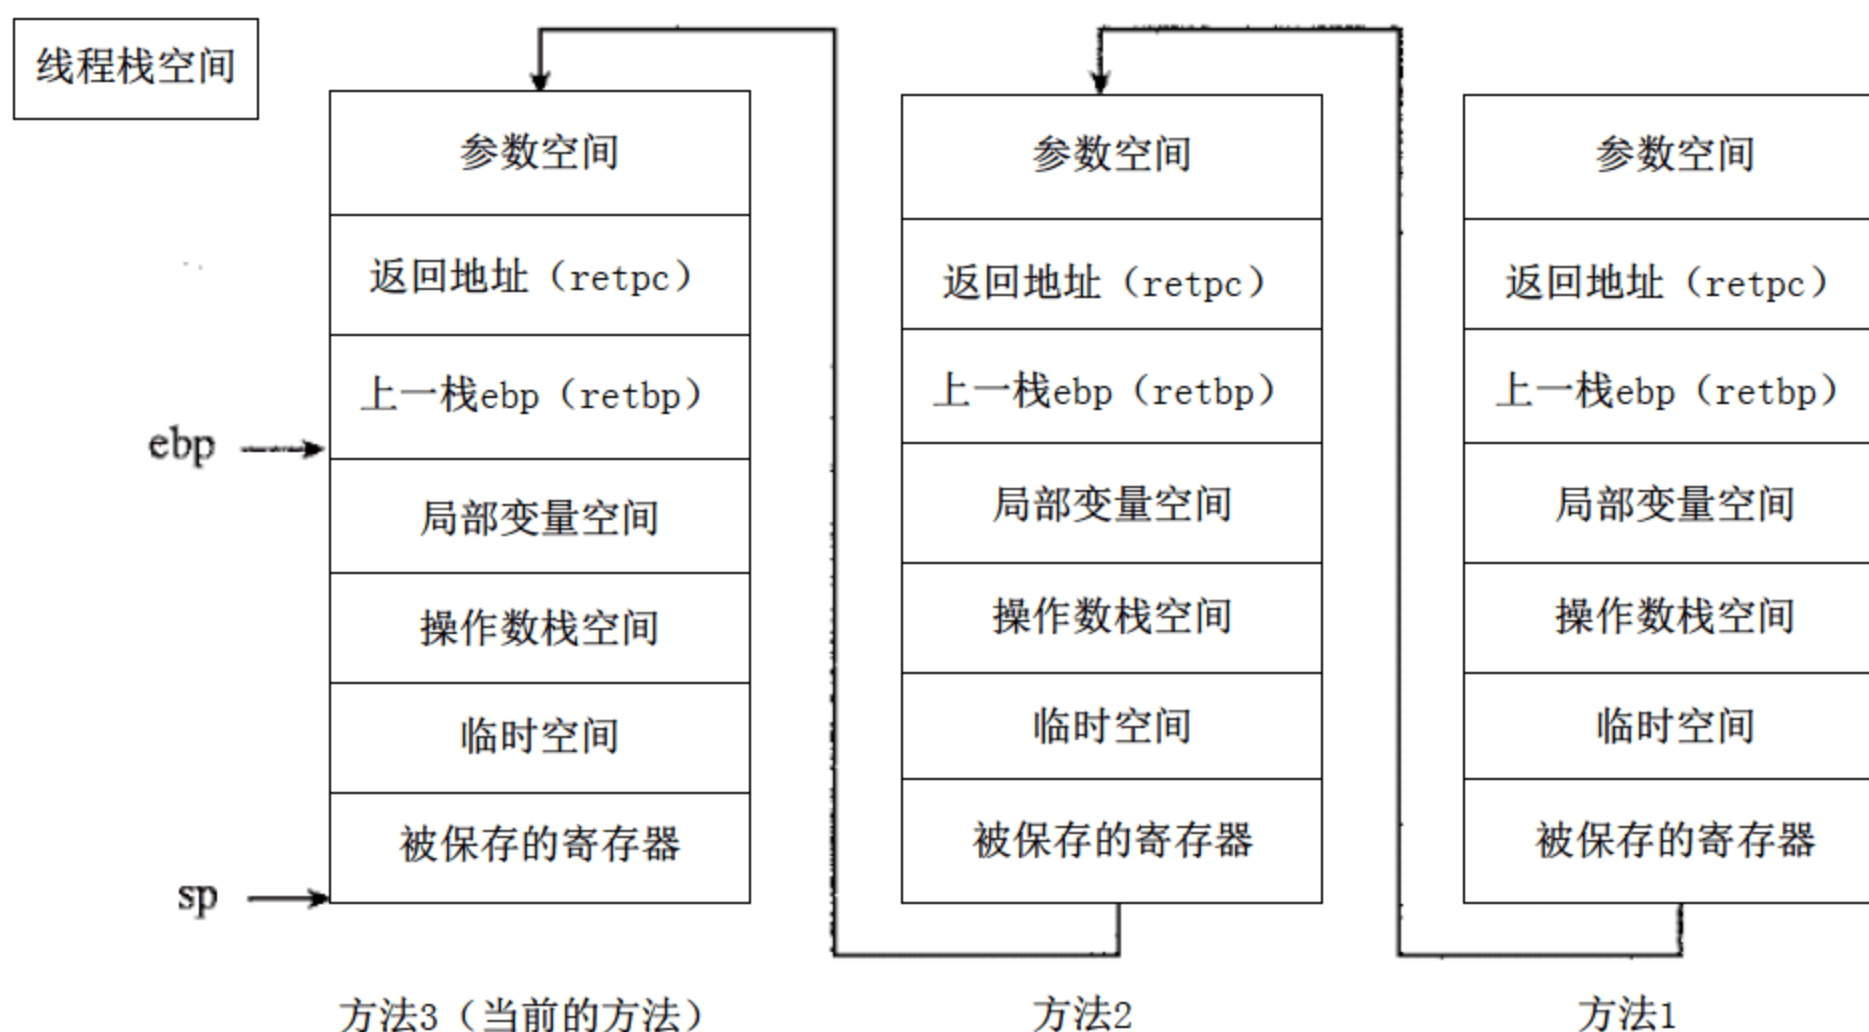 线程栈空间
参数空间
返回地址（retpc）
上一栈ebp（retbp）
ebp
局部变量空间
操作数栈空间
临时空间
被保存的寄存器
sp
方法3（当前的方法）
参数空间
返回地址（retpc）
上一栈ebp（retbp）
局部变量空间
操作数栈空间
临时空间
被保存的寄存器
方法2
参数空间
返回地址（retpc）
上一栈ebp（retbp）
局部变量空间
操作数栈空间
临时空间
被保存的寄存器
方法1